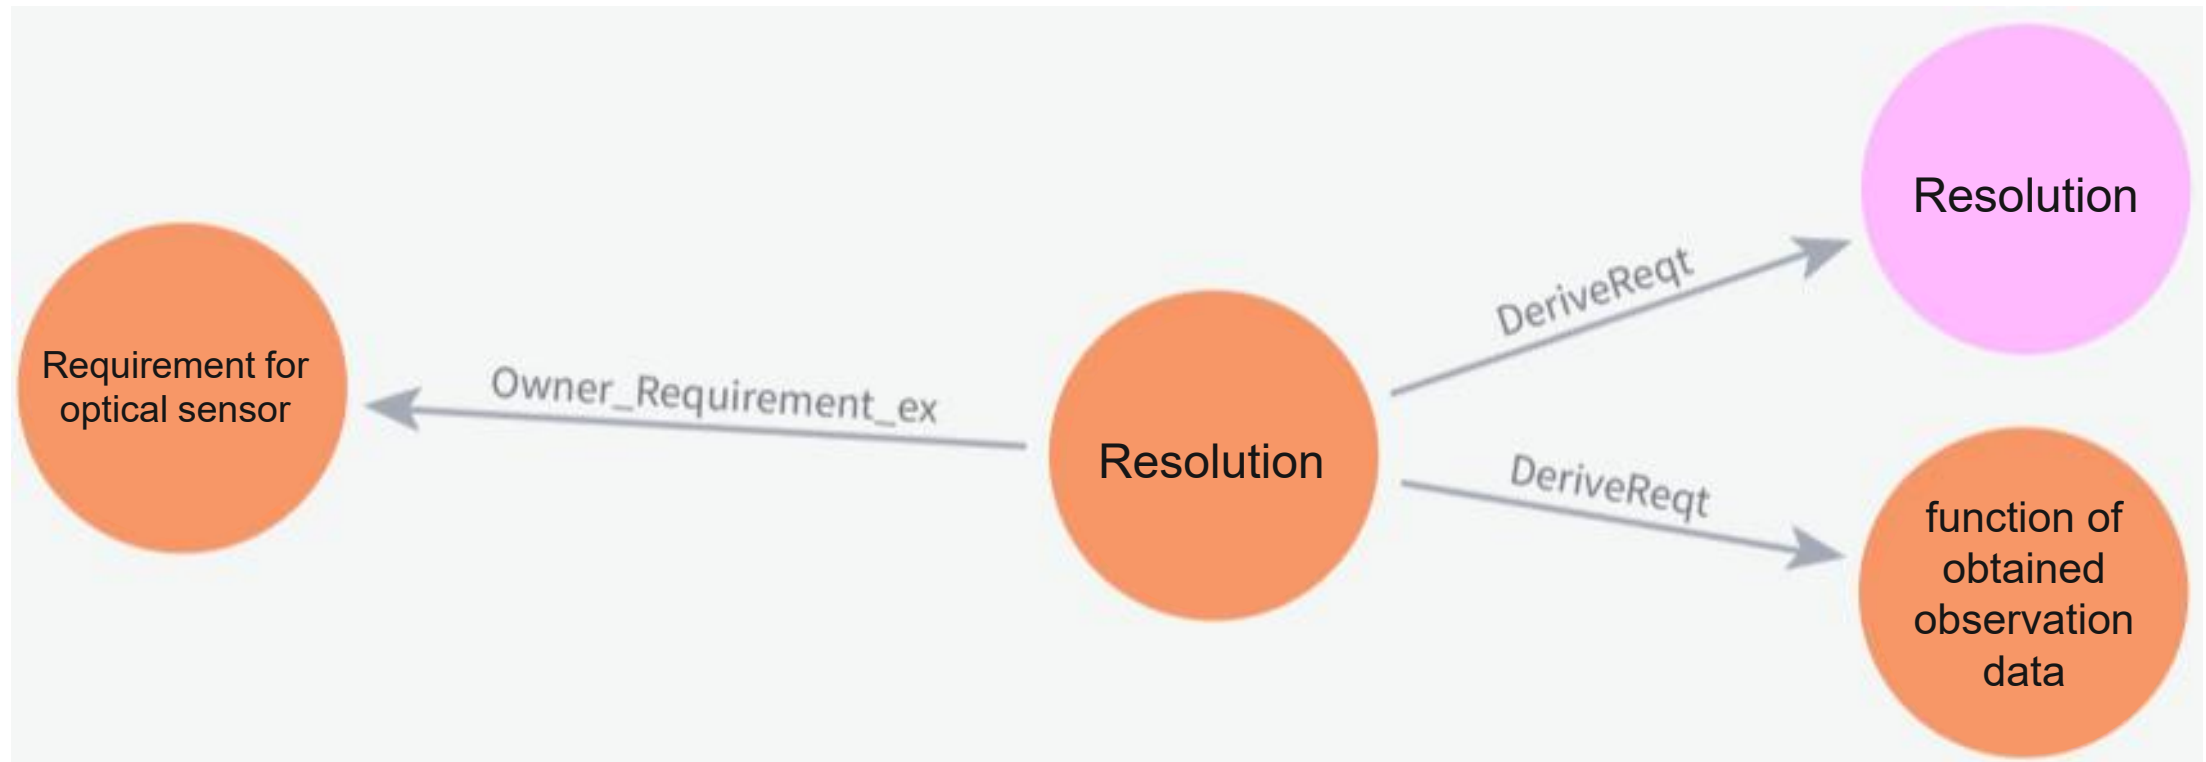 Requirement for
optical sensor
Owner_Requirement_ex
Resolution
DeriveReqt
Resolution
DeriveReqt
function of
obtained
observation
data